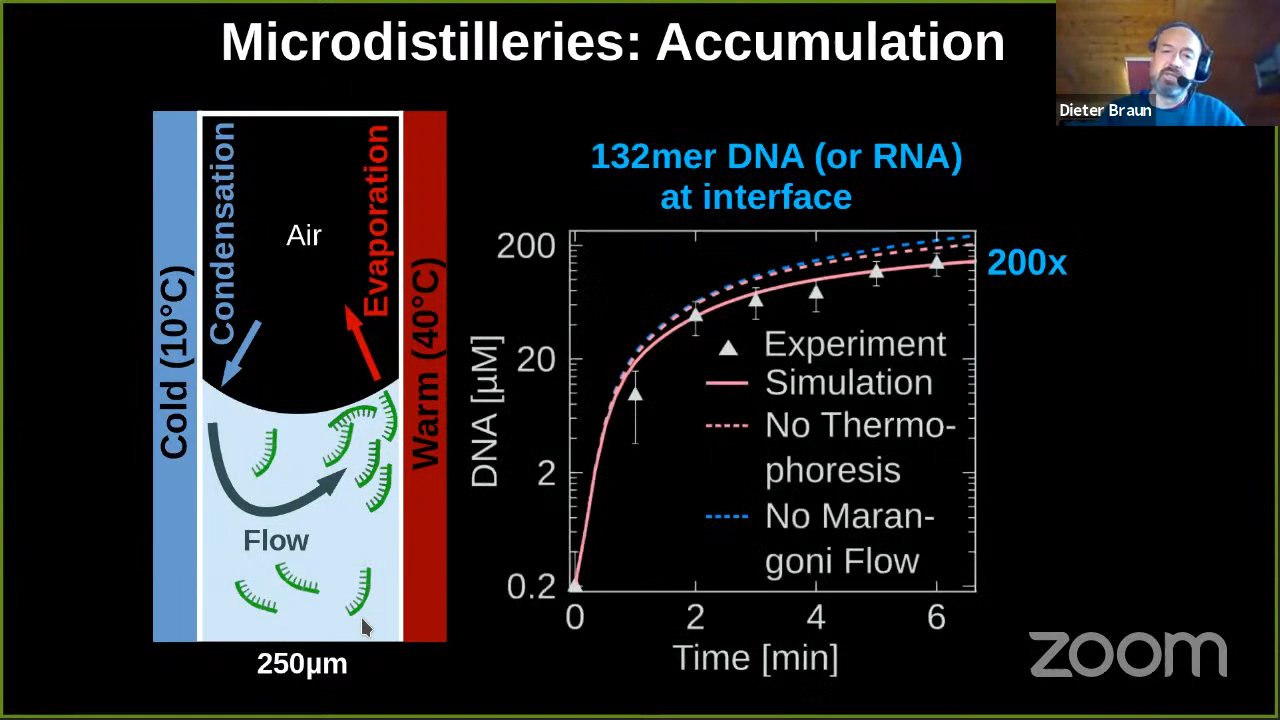 Microdistilleries: Accumulation
Dieter Braun
Cold (10°C)
Condensation
Air
Evaporation
Warm (40°C)
Flow
250µm
132mer DNA (or RNA)
at interface
200x
DNA [µM]
200
20
2
0.2
Experiment
Simulation
No Thermo-
phoresis
No Maran-
goni Flow
0 2 4 6
Time [min]
zoom